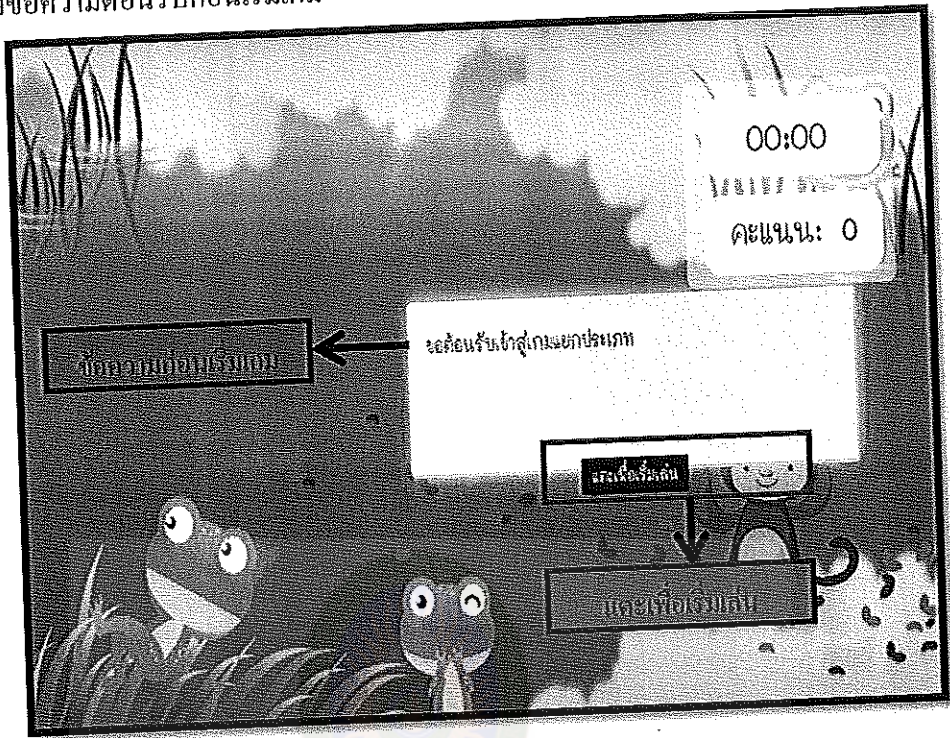 ข้อความต้อนรับก่อนเริ่มเกม
00:00
คะแนน: 0
ขอต้อนรับเข้าสู่เกมแยกประเภท
ข้อความก่อนเริ่มเกม
แตะเพื่อเริ่มเล่น
แตะเพื่อเริ่มเล่น